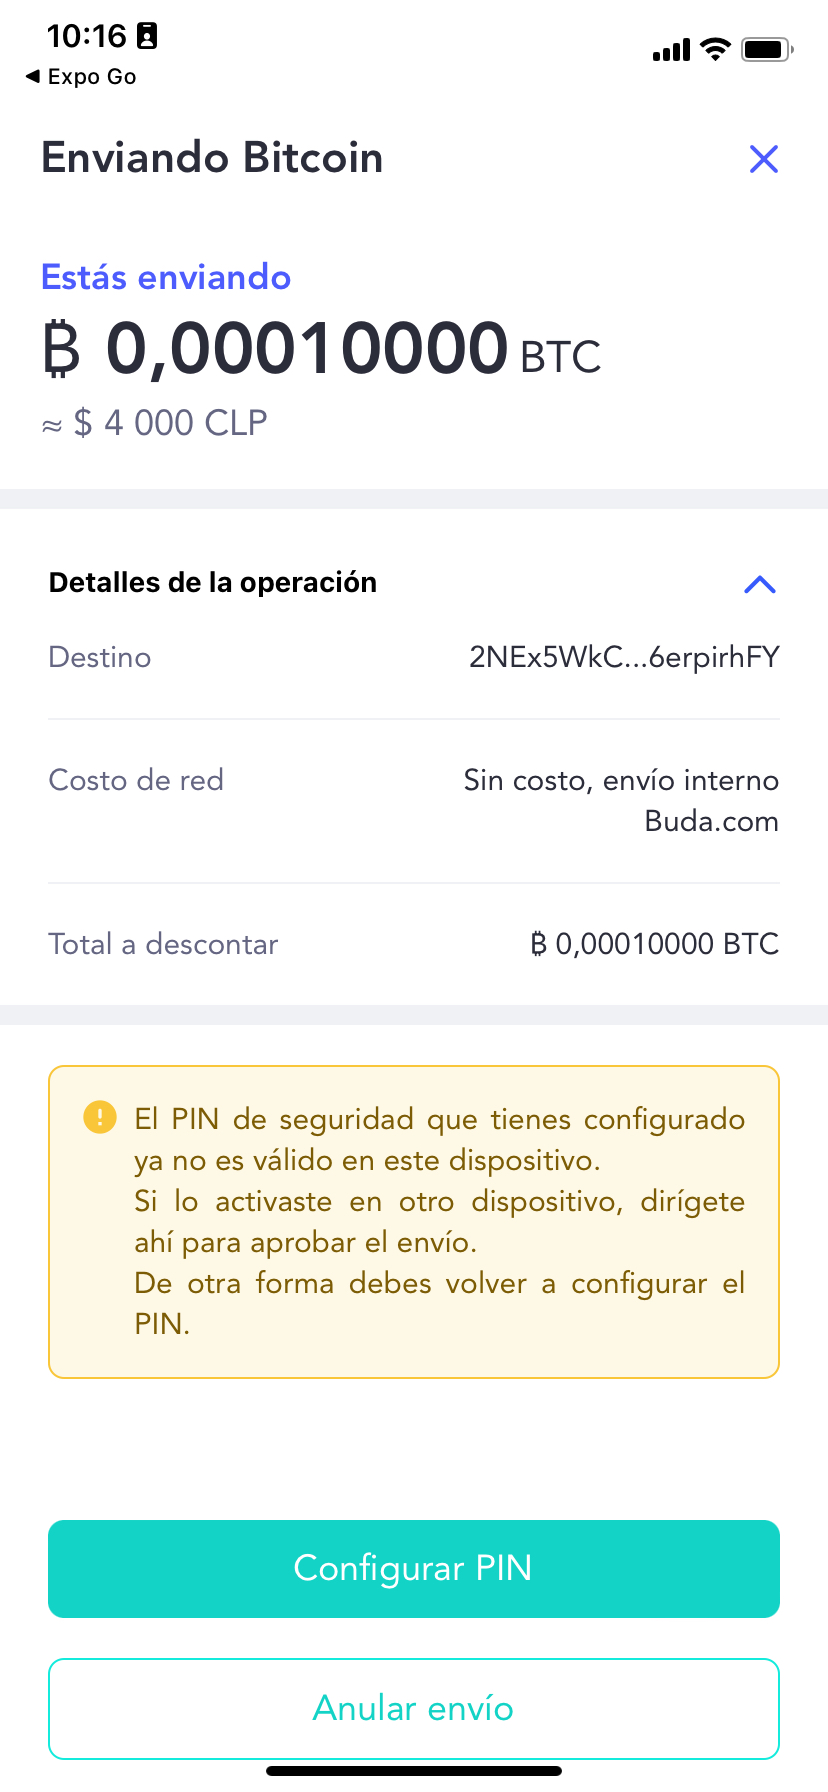 10:16
◀ Expo Go
Enviando Bitcoin
Estás enviando
₿ 0,00010000 BTC
≈ $ 4 000 CLP
Detalles de la operación
Destino 2NEx5WkC...6erpirhFY
Costo de red Sin costo, envío interno
Buda.com
Total a descontar ₿ 0,00010000 BTC
El PIN de seguridad que tienes configurado
ya no es válido en este dispositivo.
Si lo activaste en otro dispositivo, dirígete
ahí para aprobar el envío.
De otra forma debes volver a configurar el
PIN.
Configurar PIN
Anular envío